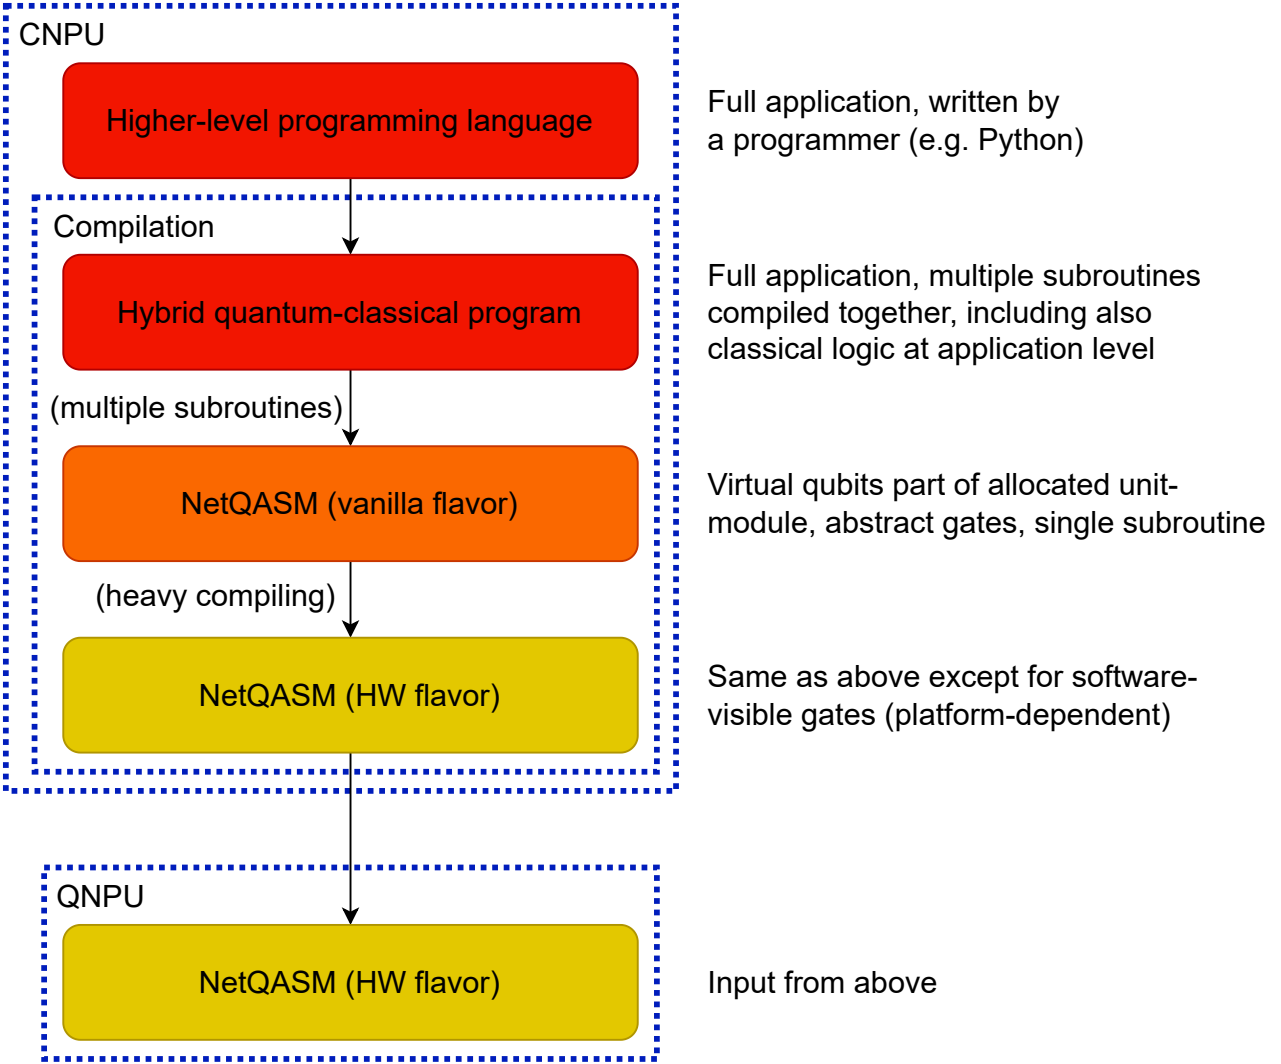 CNPU
Higher-level programming language
Full application, written by
a programmer (e.g. Python)
Compilation
Hybrid quantum-classical program
Full application, multiple subroutines
compiled together, including also
classical logic at application level
(multiple subroutines)
NetQASM (vanilla flavor)
Virtual qubits part of allocated unit-
module, abstract gates, single subroutine
(heavy compiling)
NetQASM (HW flavor)
Same as above except for software-
visible gates (platform-dependent)
QNPU
NetQASM (HW flavor)
Input from above